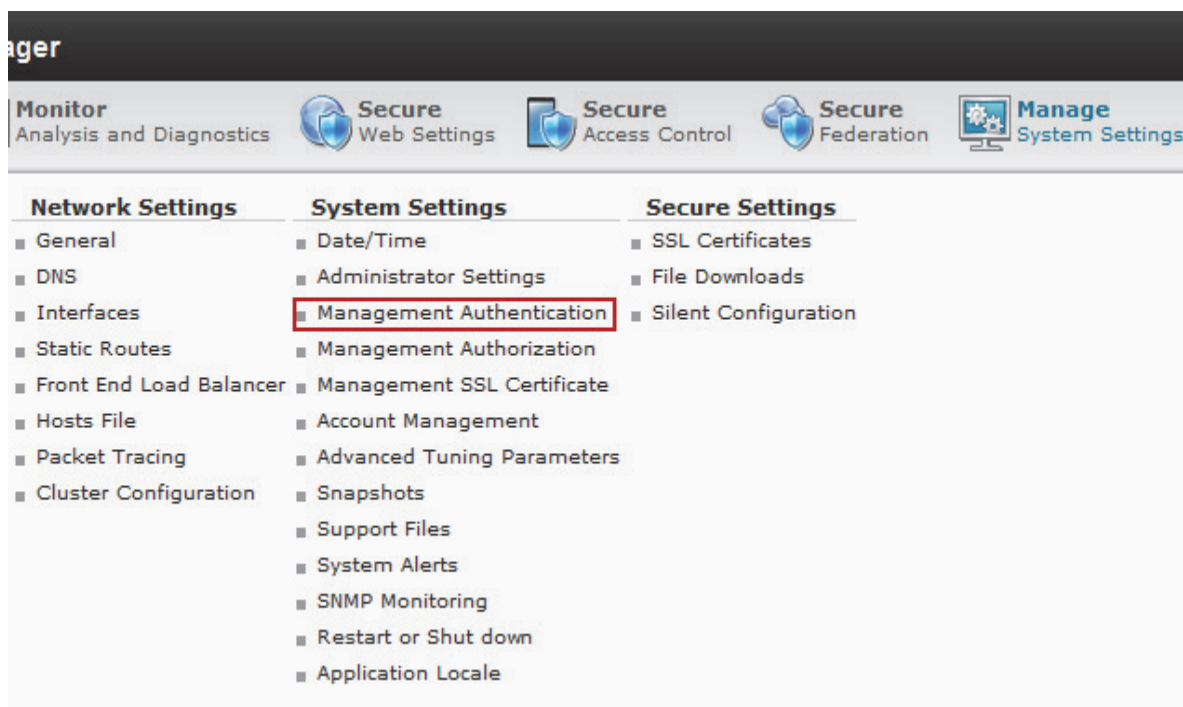 ager
Monitor
Analysis and Diagnostics
Secure
Web Settings
Secure
Access Control
Secure
Federation
Manage
System Settings
Network Settings
General
DNS
Interfaces
Static Routes
Front End Load Balancer
Hosts File
Packet Tracing
Cluster Configuration
System Settings
Date/Time
Administrator Settings
Management Authentication
Management Authorization
Management SSL Certificate
Account Management
Advanced Tuning Parameters
Snapshots
Support Files
System Alerts
SNMP Monitoring
Restart or Shut down
Application Locale
Secure Settings
SSL Certificates
File Downloads
Silent Configuration